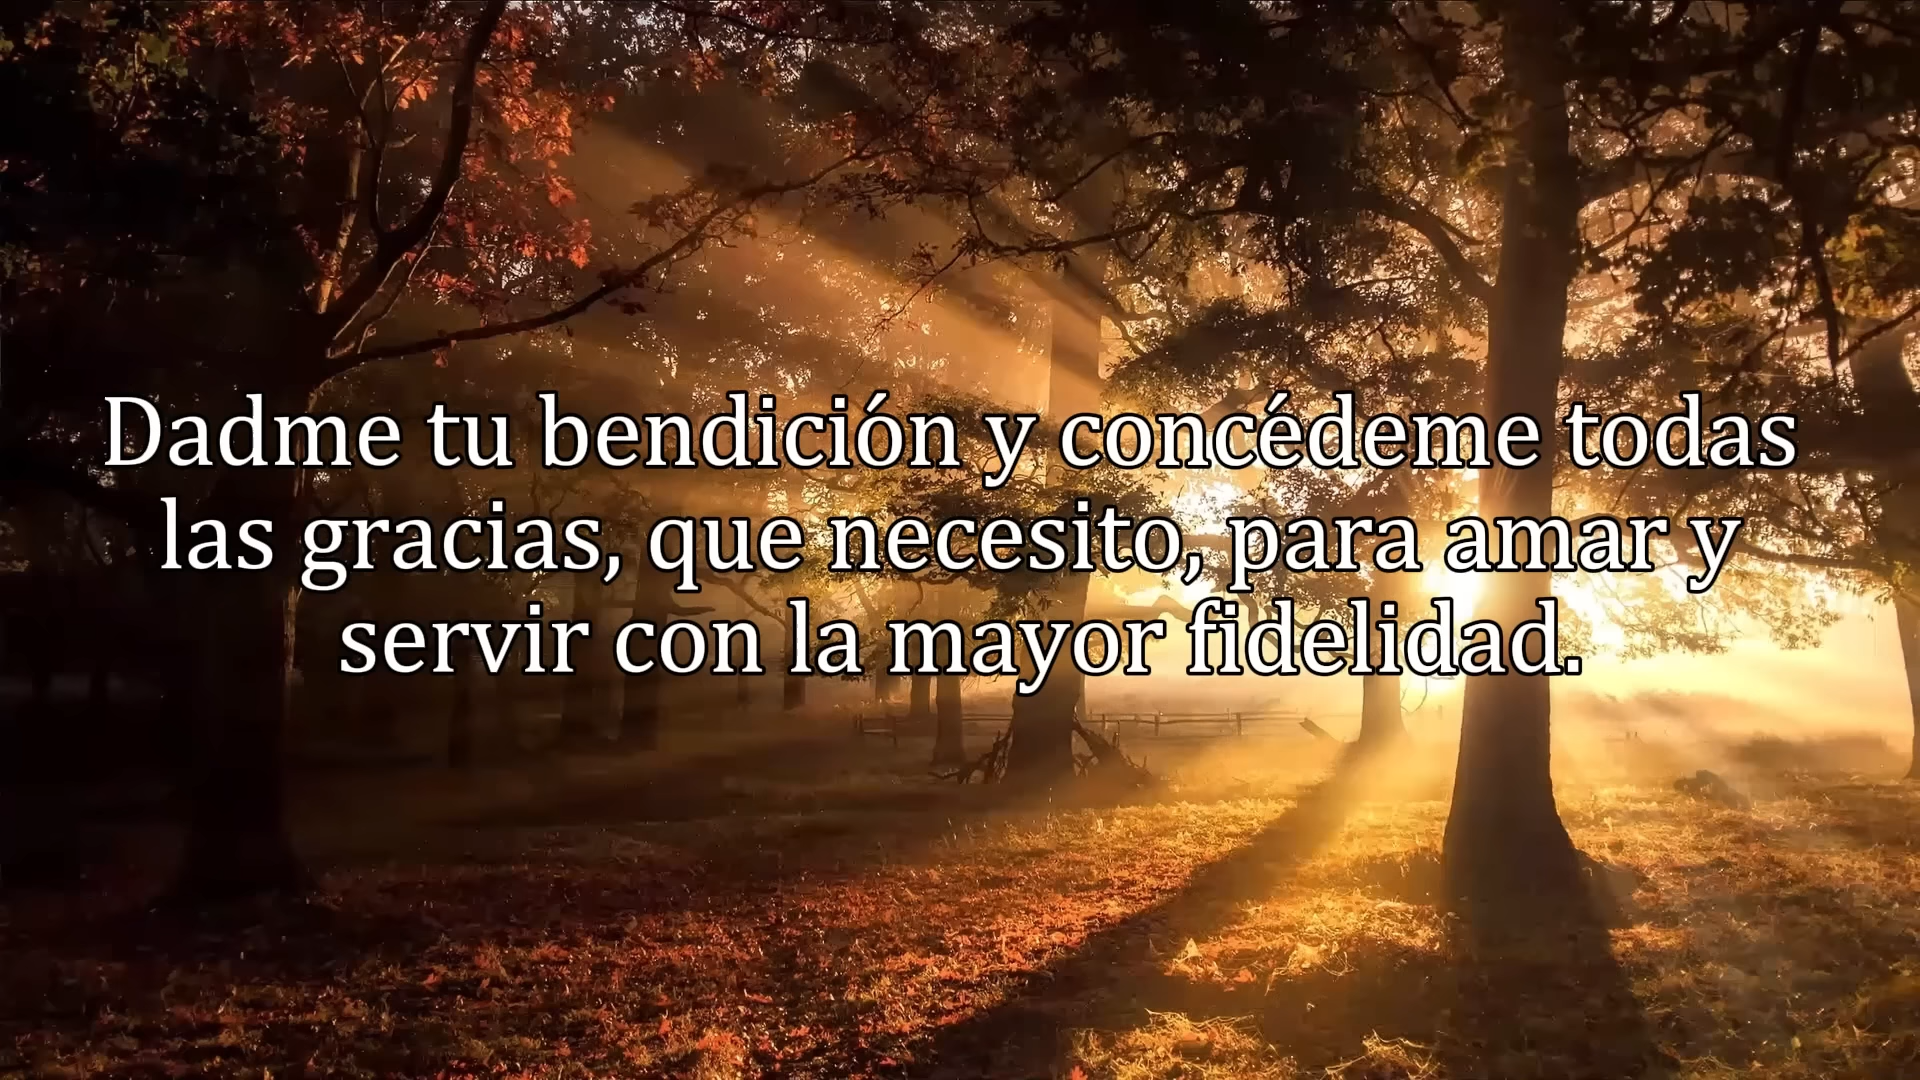 Dadme tu bendición y concédeme todas
las gracias, que necesito, para amar y
servir con la mayor fidelidad.